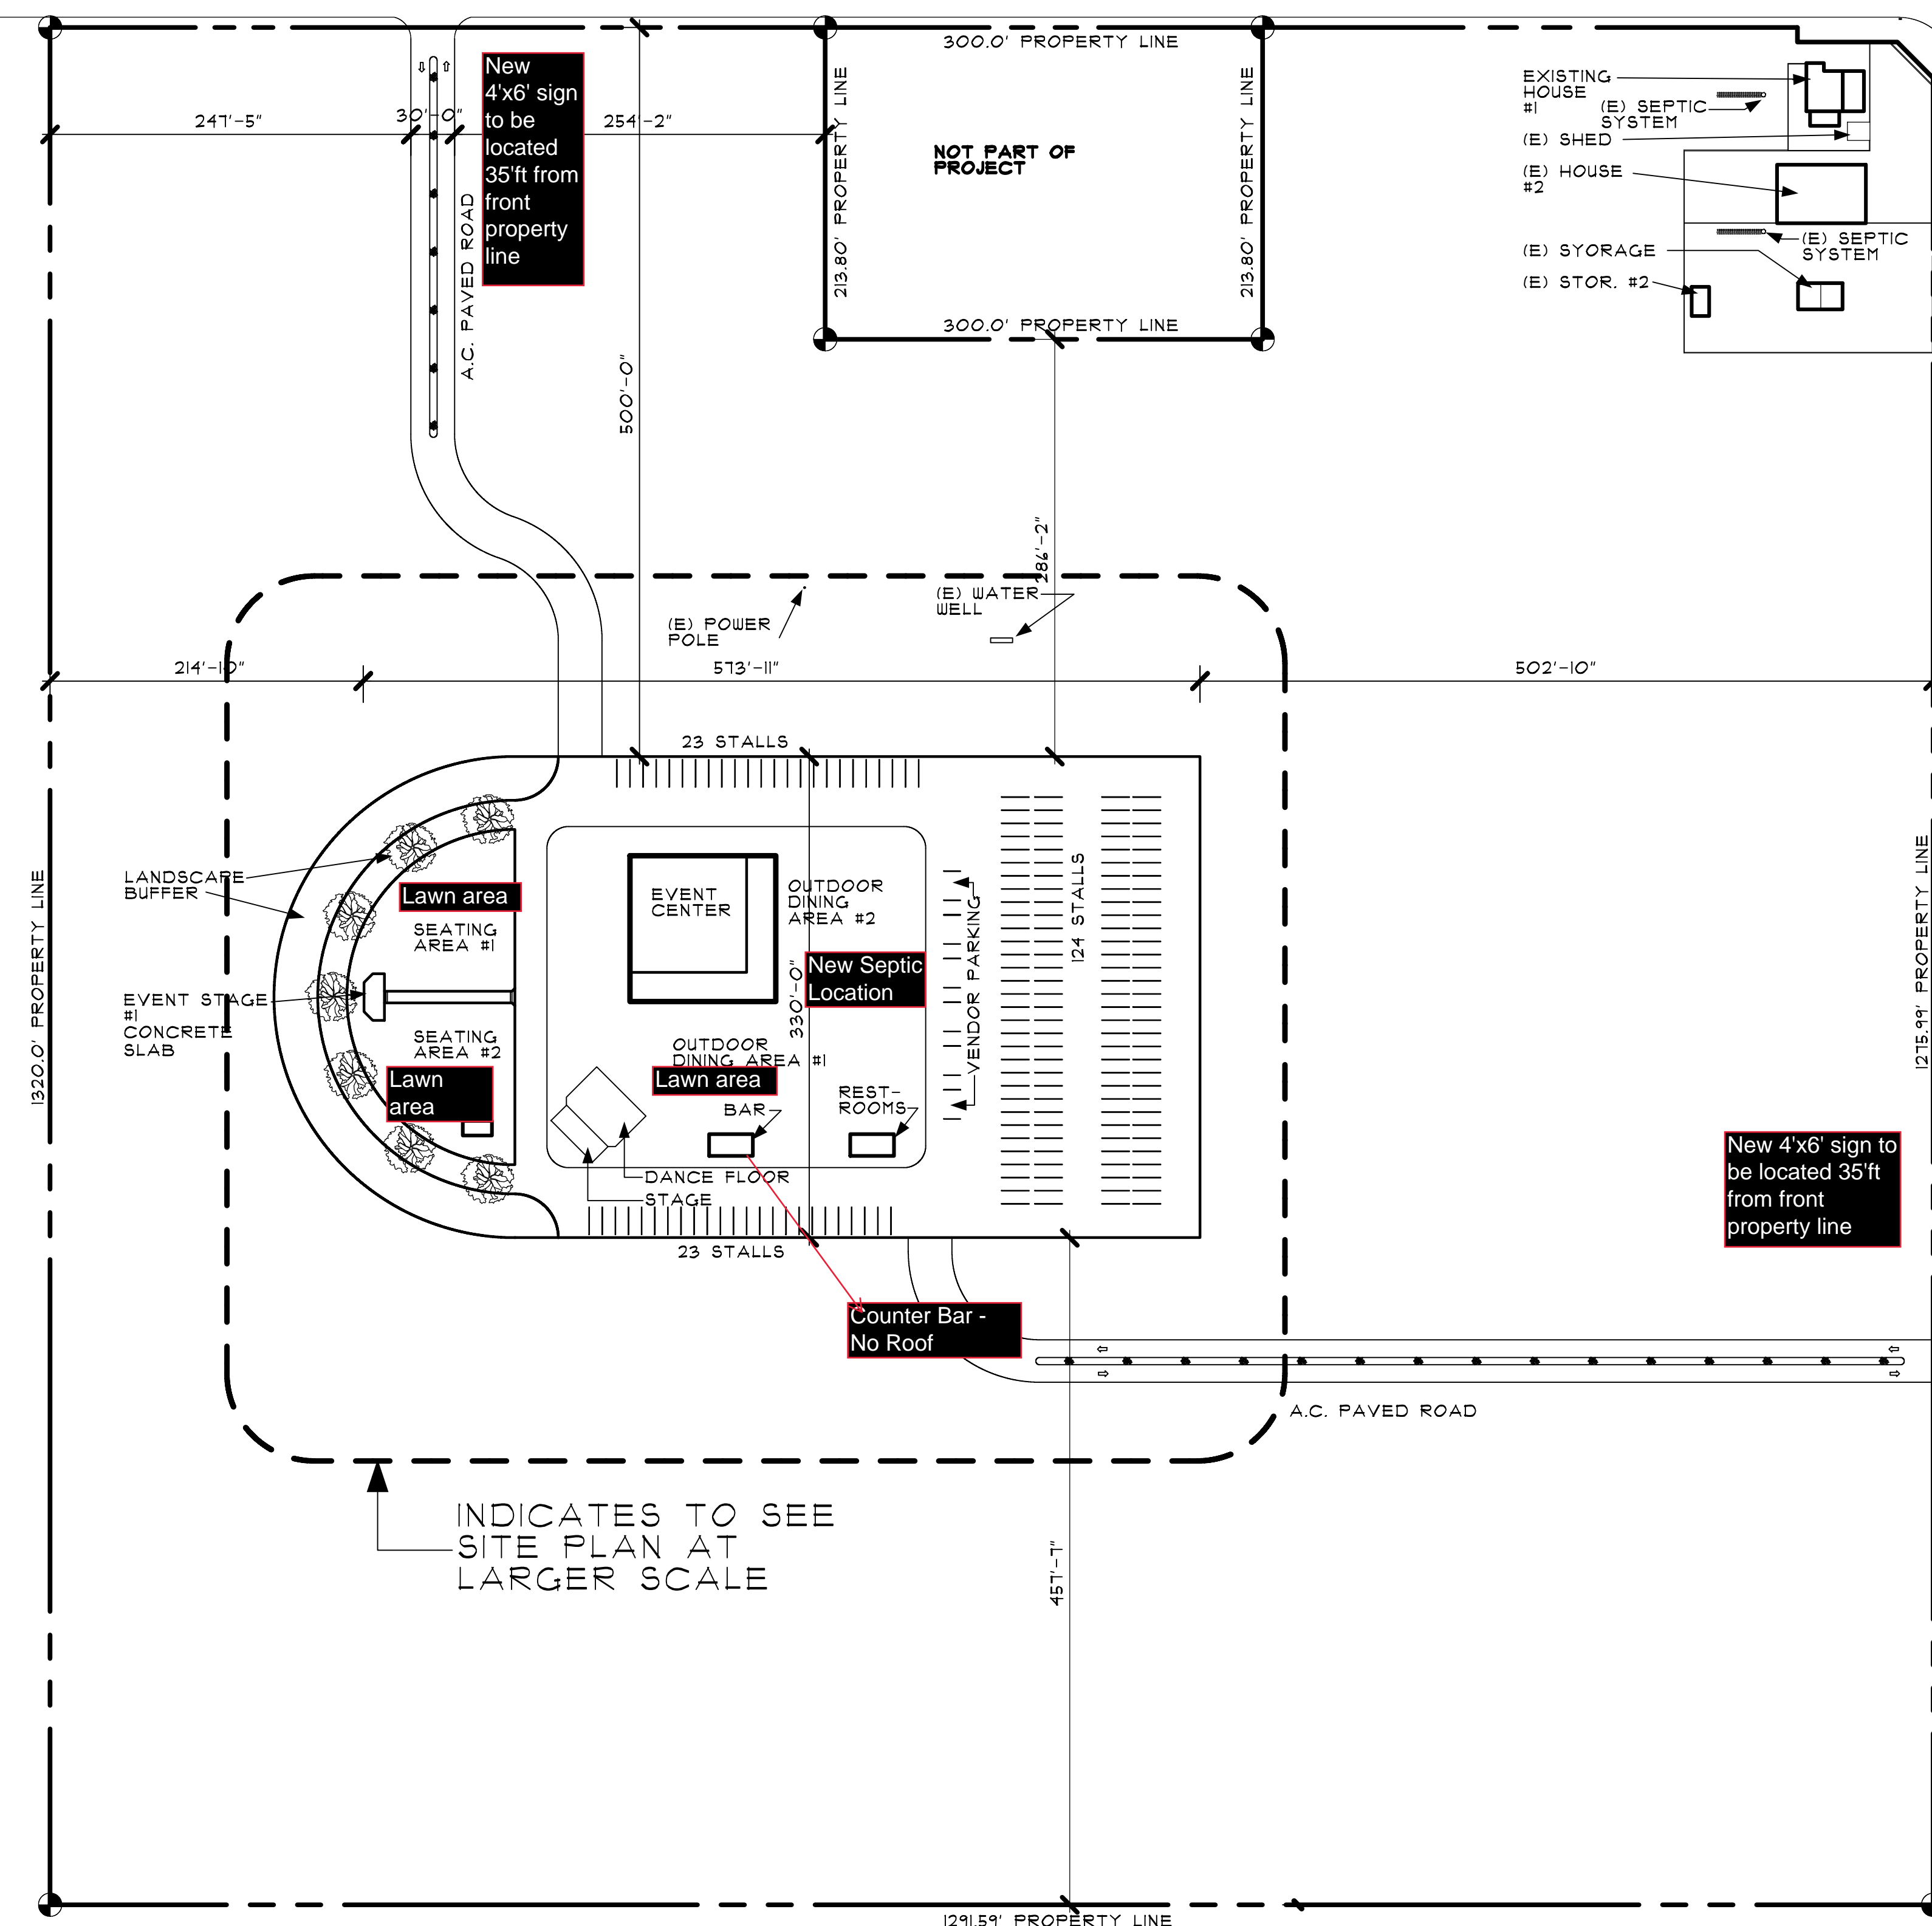 300.0' PROPERTY LINE
New
4'x6' sign
to be
located
35'ft from
front
property
line
247'-5"
30'-0"
254'-2"
A.C. PAVED ROAD
500'-0"
213.80' PROPERTY LINE
NOT PART OF
PROJECT
213.80' PROPERTY LINE
300.0' PROPERTY LINE
EXISTING
HOUSE
#1
(E) SEPTIC
SYSTEM
(E) SHED
(E) HOUSE
#2
(E) SEPTIC
SYSTEM
(E) SYORAGE
(E) STOR. #2
286'-2"
(E) WATER
WELL
(E) POWER
POLE
214'-10"
573'-11"
502'-10"
23 STALLS
LANDSCAPE
BUFFER
Lawn area
SEATING
AREA #1
EVENT
CENTER
OUTDOOR
DINING
AREA #2
New Septic
Location
330'-0"
VENDOR PARKING
124 STALLS
1320.0' PROPERTY LINE
1275.99' PROPERTY LINE
EVENT STAGE
#1
CONCRETE
SLAB
SEATING
AREA #2
Lawn
area
OUTDOOR
DINING AREA #1
Lawn area
BAR
REST-
ROOMS
DANCE FLOOR
STAGE
23 STALLS
New 4'x6' sign to
be located 35'ft
from front
property line
Counter Bar -
No Roof
A.C. PAVED ROAD
INDICATES TO SEE
SITE PLAN AT
LARGER SCALE
457'-7"
1291.59' PROPERTY LINE